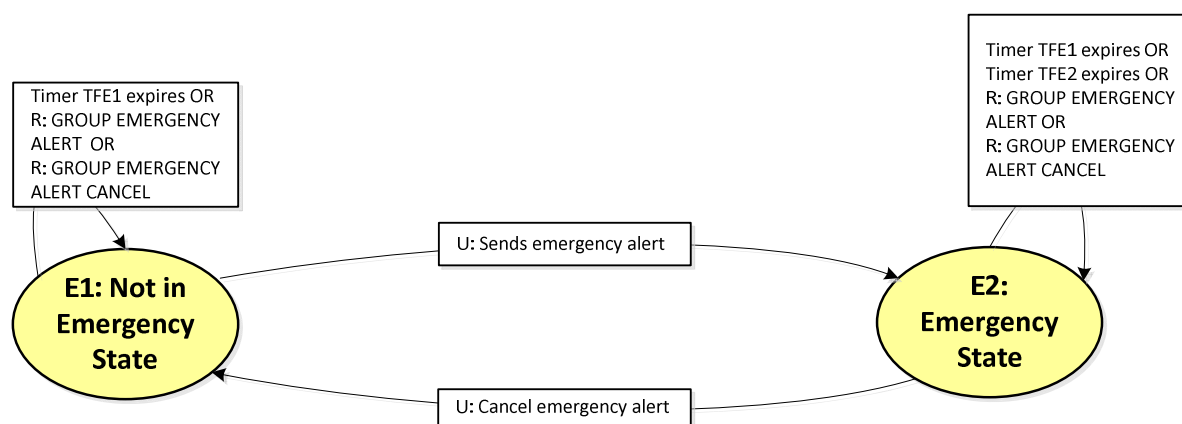 Timer TFE1 expires OR
Timer TFE2 expires OR
R: GROUP EMERGENCY
ALERT OR
R: GROUP EMERGENCY
ALERT CANCEL
Timer TFE1 expires OR
R: GROUP EMERGENCY
ALERT OR
R: GROUP EMERGENCY
ALERT CANCEL
U: Sends emergency alert
E1: Not in
Emergency
State
E2:
Emergency
State
U: Cancel emergency alert